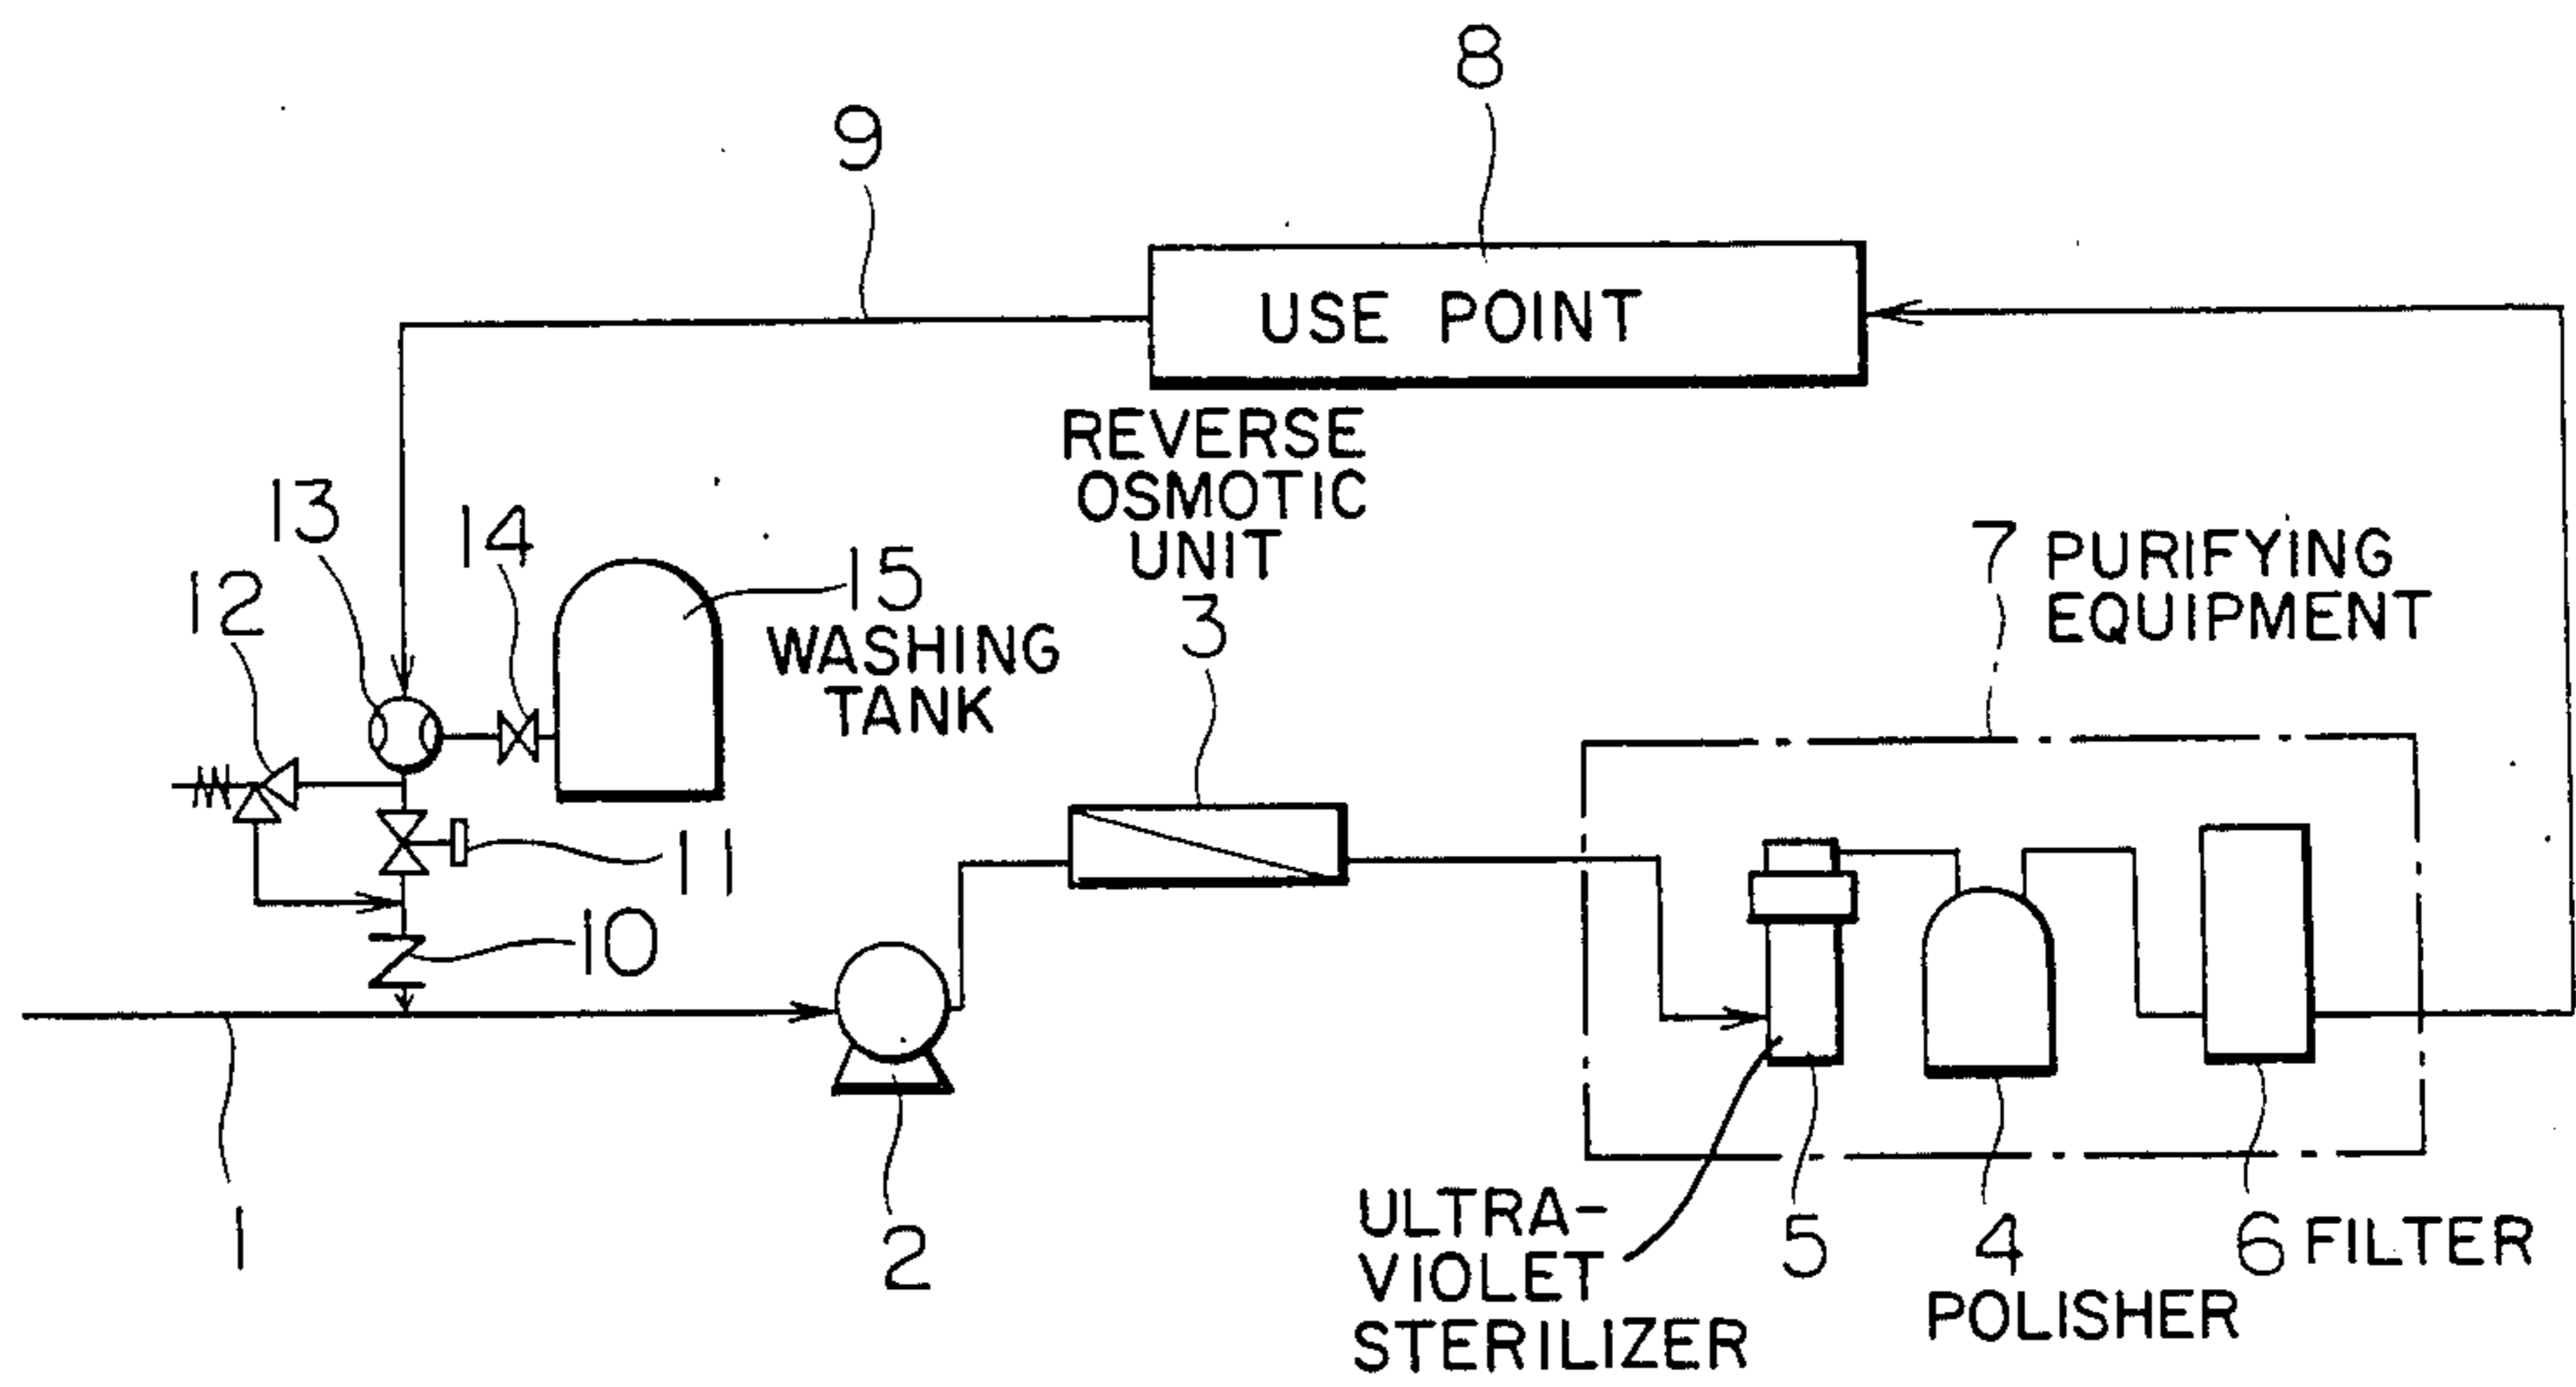 8
9
USE POINT
REVERSE
OSMOTIC
UNIT
3
13
14
12
15
WASHING
TANK
7 PURIFYING
EQUIPMENT
11
10
1
2
ULTRA-
VIOLET
STERILIZER
5
4
POLISHER
6 FILTER